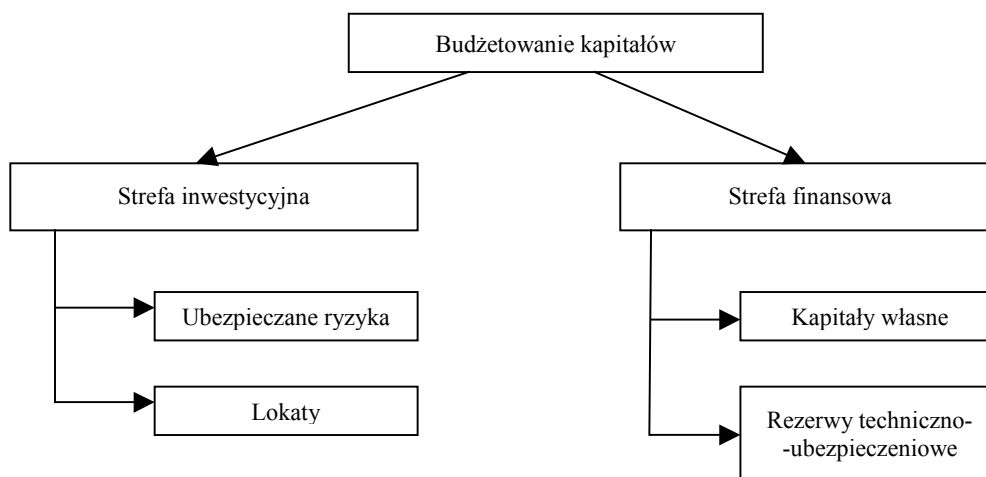 Budżetowanie kapitałów
Strefa inwestycyjna
Strefa finansowa
Ubezpieczane ryzyka
Kapitały własne
Lokaty
Rezerwy techniczno-
-ubezpieczeniowe